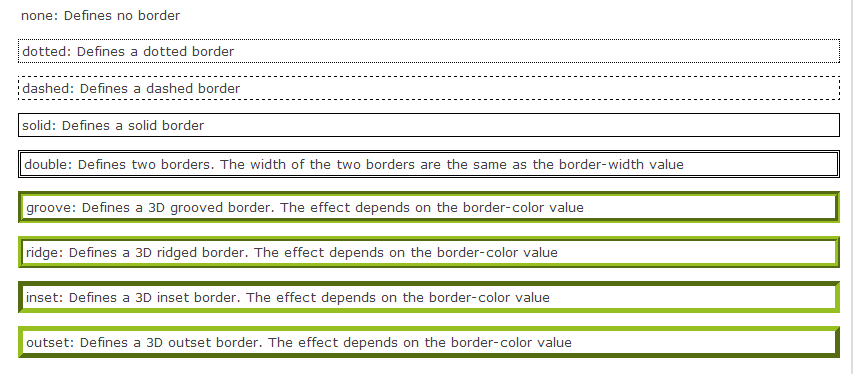 none: Defines no border
dotted: Defines a dotted border
dashed: Defines a dashed border
solid: Defines a solid border
double: Defines two borders. The width of the two borders are the same as the border-width value
groove: Defines a 3D grooved border. The effect depends on the border-color value
ridge: Defines a 3D ridged border. The effect depends on the border-color value
inset: Defines a 3D inset border. The effect depends on the border-color value
outset: Defines a 3D outset border. The effect depends on the border-color value